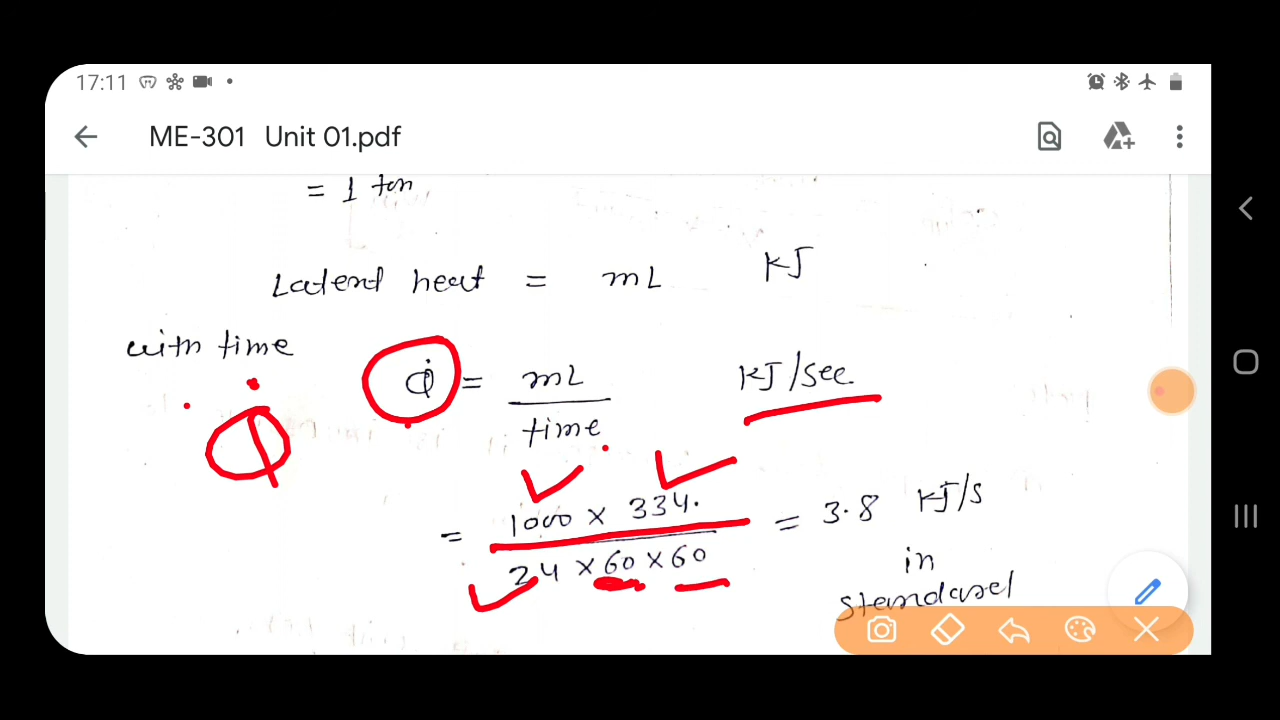 17:11
ME-301 Unit 01.pdf
= 1 ton
Latent heat = mL KJ
with time
Q̇ = mL / time KJ/sec
Q̇
= 1000 × 334. / 24 × 60 × 60 = 3.8 KJ/s
in
standard